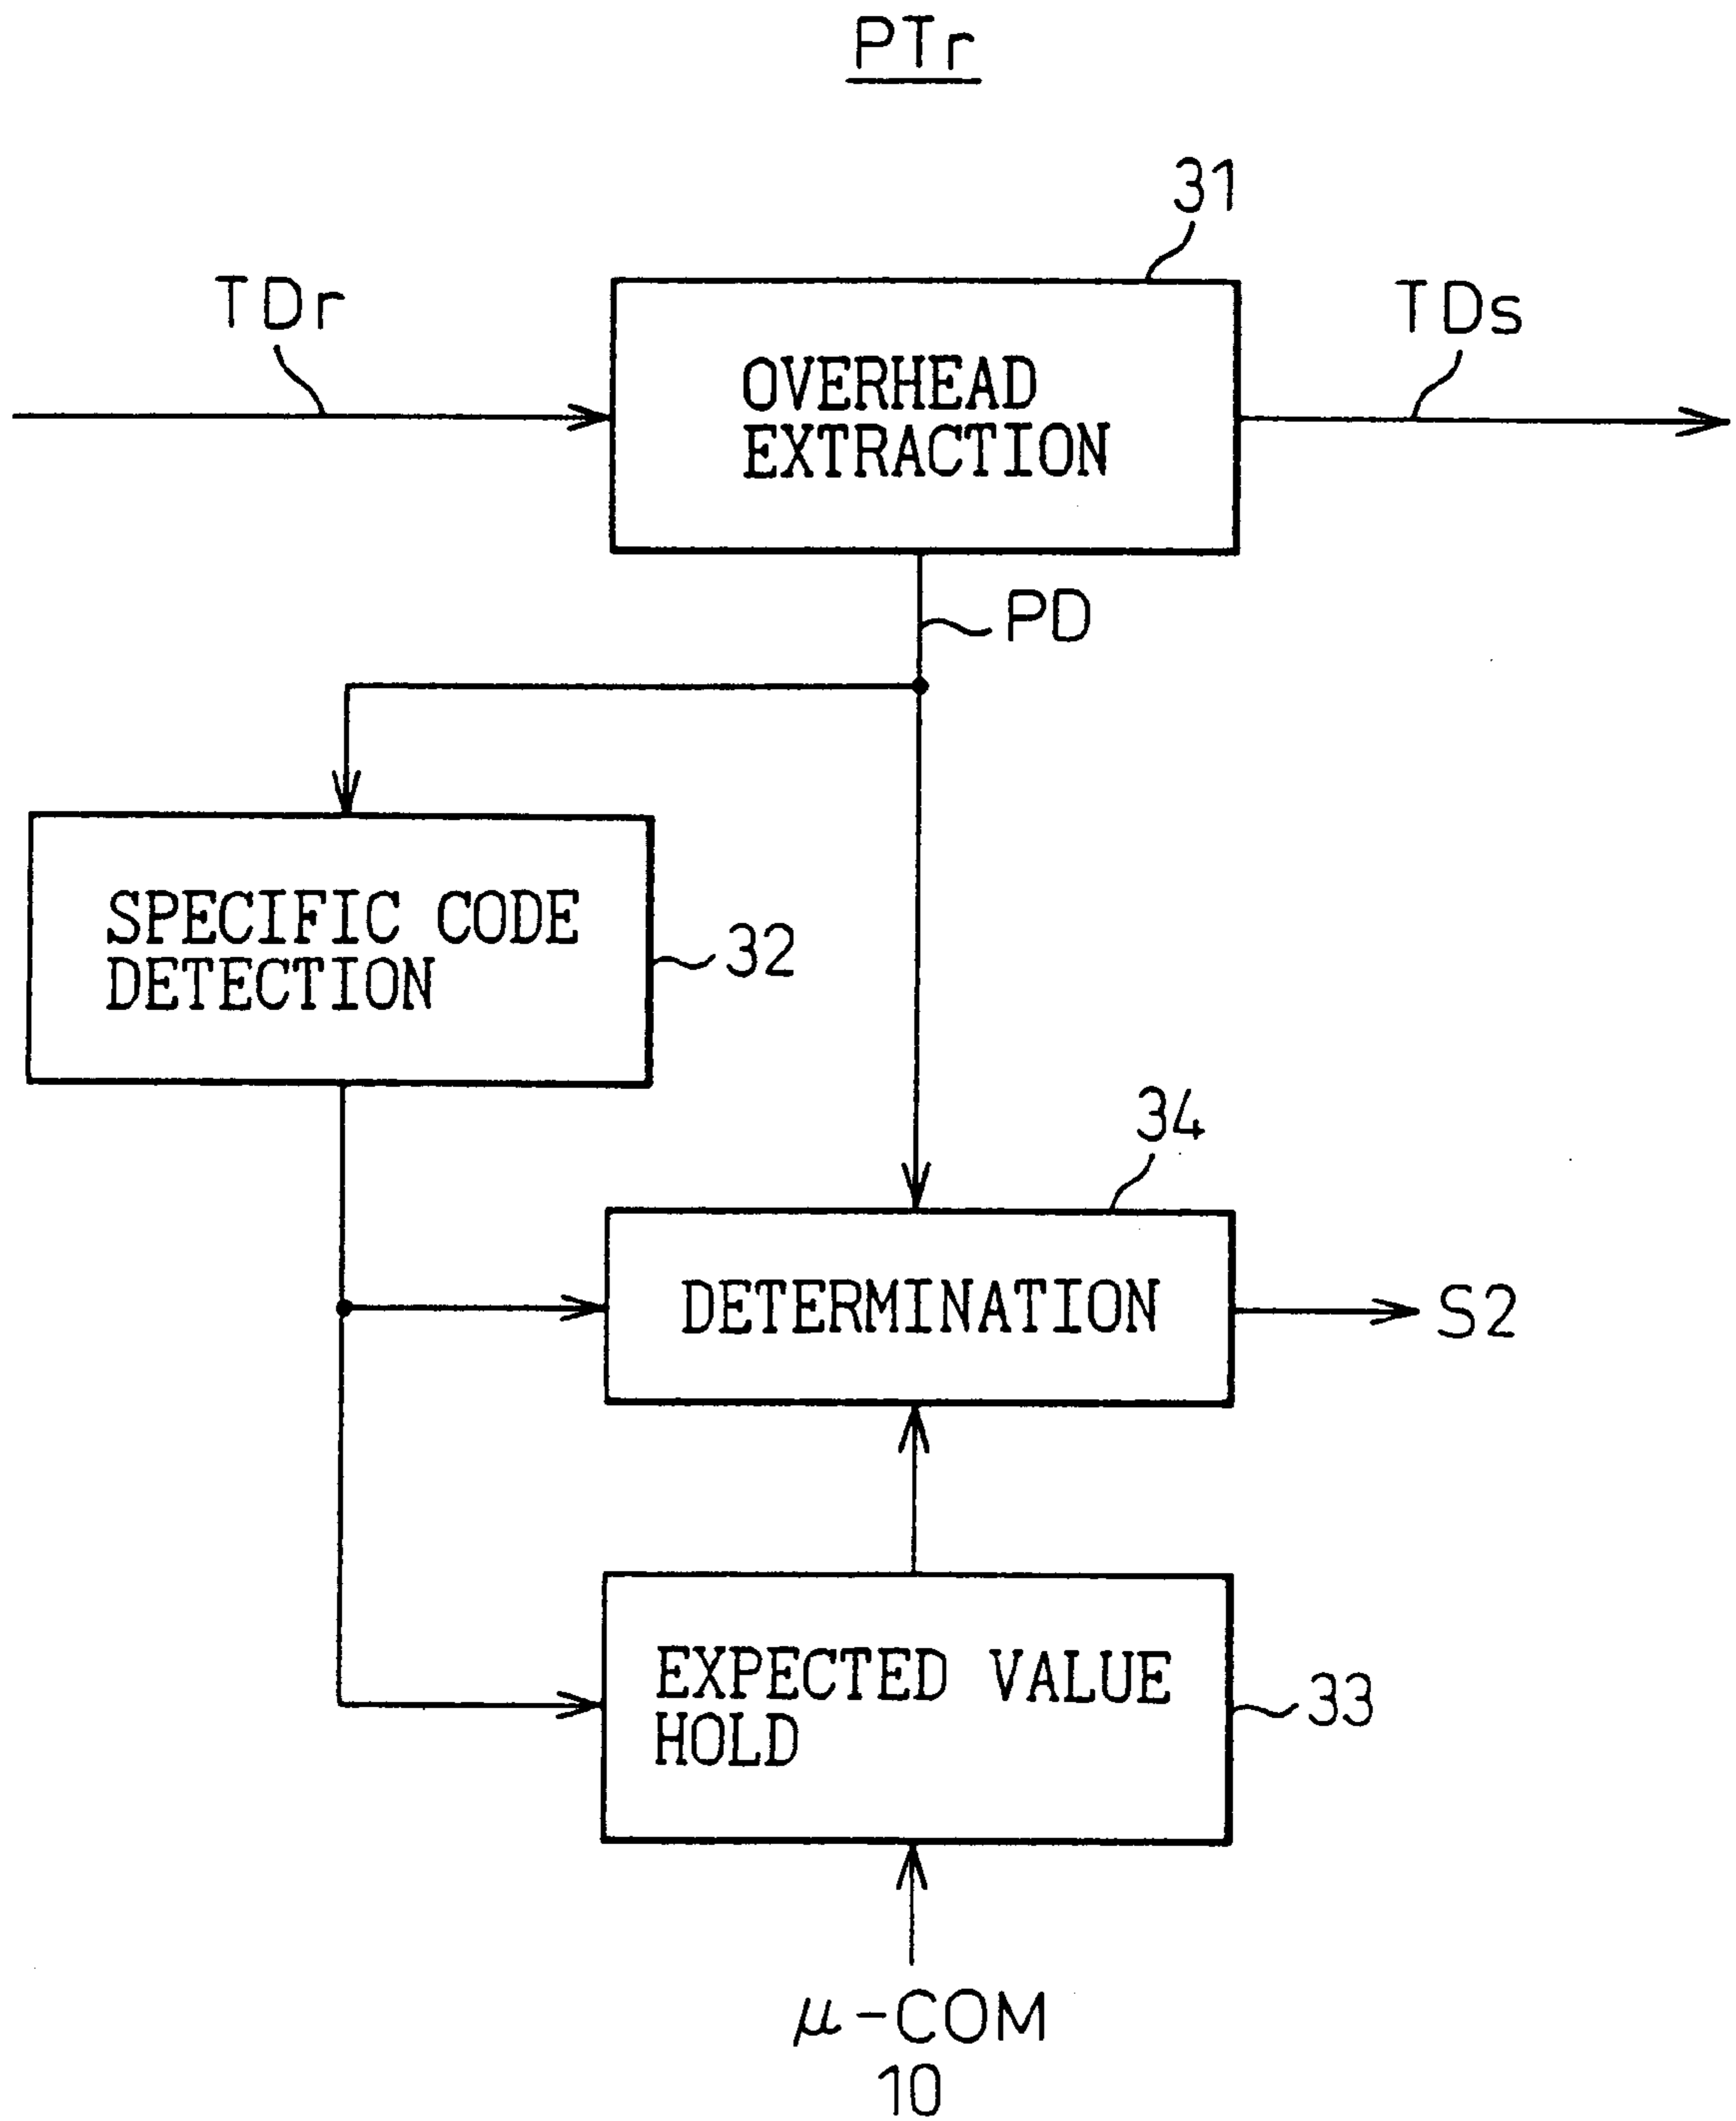 PTr
31
TDr
TDs
OVERHEAD
EXTRACTION
PD
SPECIFIC CODE
DETECTION
32
34
DETERMINATION
S2
EXPECTED VALUE
HOLD
33
μ-COM
10